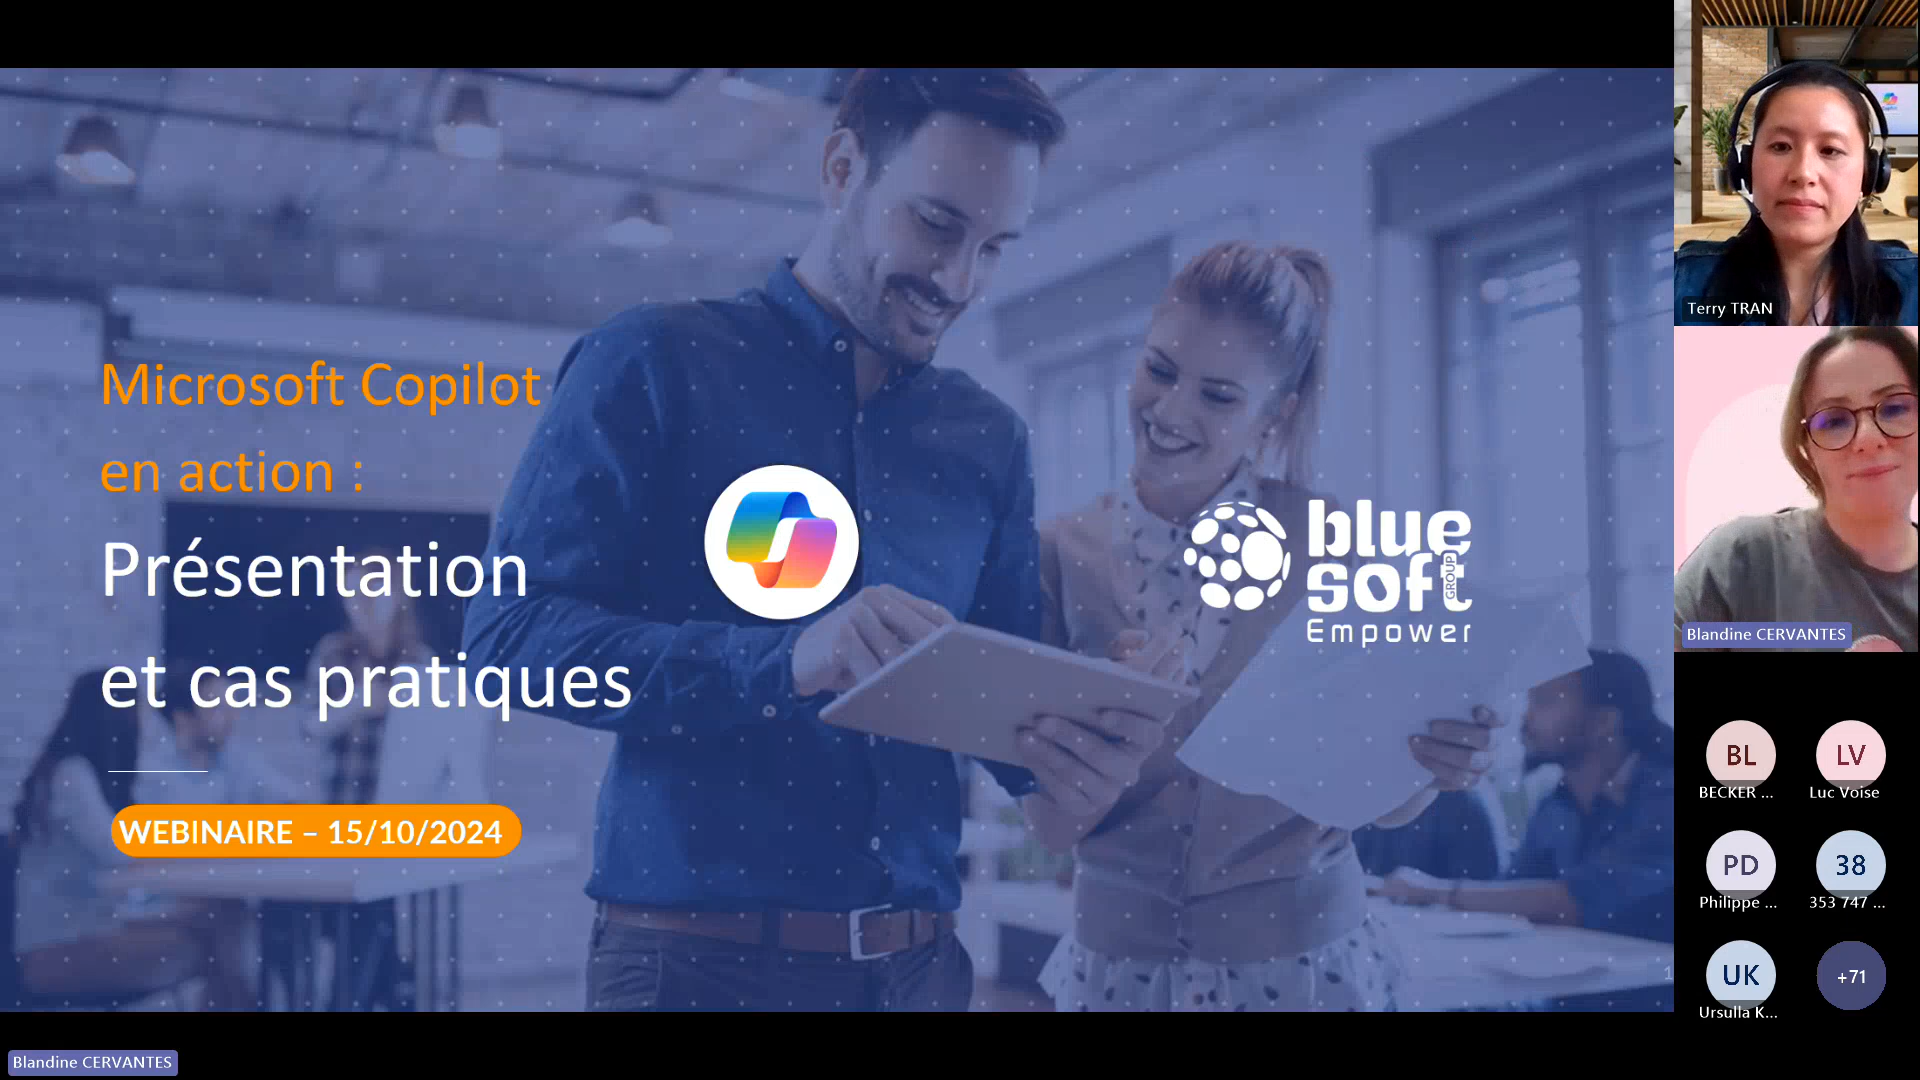 Microsoft Copilot
en action :
Présentation
et cas pratiques
WEBINAIRE – 15/10/2024
blue
soft
GROUP
Empower
1
Terry TRAN
Blandine CERVANTES
BL
BECKER ...
LV
Luc Voise
PD
Philippe ...
38
353 747 ...
UK
Ursulla K...
+71
Blandine CERVANTES